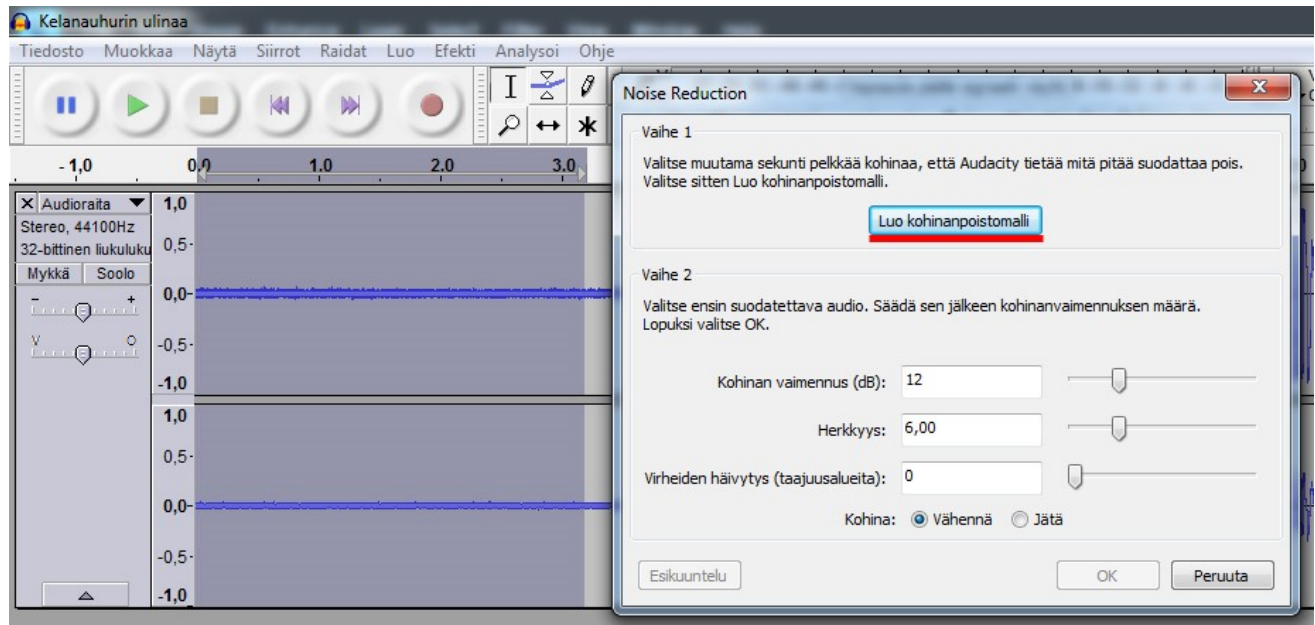 Kelanauhurin ulinaa
Tiedosto Muokkaa Näytä Siirrot Raidat Luo Efekti Analysoi Ohje
- 1,0 0,0 1.0 2.0 3.0
X Audioraita
Stereo, 44100Hz
32-bittinen liukuluku
Mykkä Soolo
- +
V O
1,0
0,5
0,0
-0,5
-1,0
1,0
0,5
0,0
-0,5
-1,0
Noise Reduction
Vaihe 1
Valitse muutama sekunti pelkkää kohinaa, että Audacity tietää mitä pitää suodattaa pois.
Valitse sitten Luo kohinanpoistomalli.
Luo kohinanpoistomalli
Vaihe 2
Valitse ensin suodatettava audio. Säädä sen jälkeen kohinanvaimennuksen määrä.
Lopuksi valitse OK.
Kohinan vaimennus (dB): 12
Herkkyys: 6,00
Virheiden häivytys (taajuusalueita): 0
Kohina: Vähennä Jätä
Esikuuntelu OK Peruuta